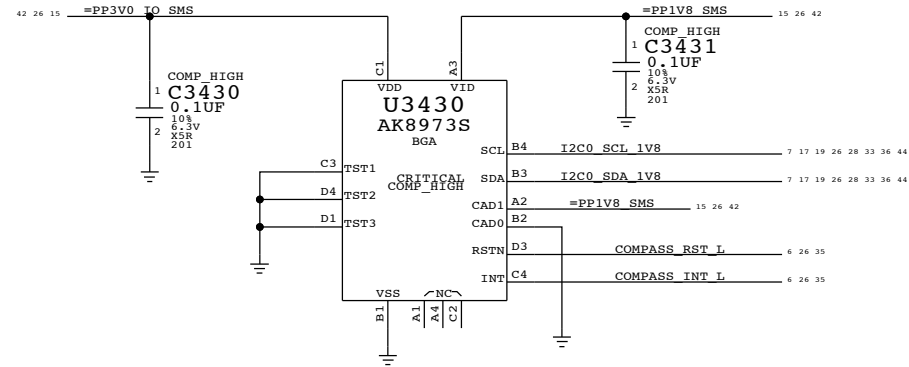 42 26 15 =PP3V0_IO_SMS
=PP1V8_SMS 15 26 42
COMP_HIGH
1 C3430
0.1UF
10%
6.3V
2 X5R
201
COMP_HIGH
1 C3431
0.1UF
10%
6.3V
2 X5R
201
C1
A3
VDD
VID
U3430
AK8973S
BGA
CRITICAL
COMP_HIGH
C3 TST1
D4 TST2
D1 TST3
SCL B4 I2C0_SCL_1V8 7 17 19 26 28 33 36 44
SDA B3 I2C0_SDA_1V8 7 17 19 26 28 33 36 44
CAD1 A2 =PP1V8_SMS 15 26 42
CAD0 B2
RSTN D3 COMPASS_RST_L 6 26 35
INT C4 COMPASS_INT_L 6 26 35
VSS NC
B1 A1 A4 C2